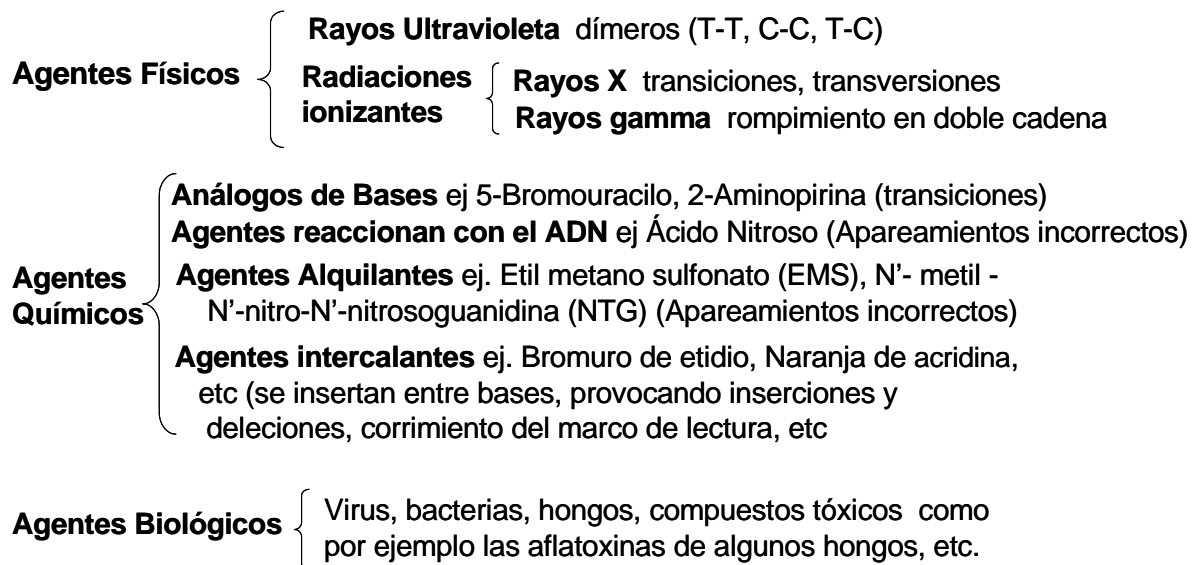 Rayos Ultravioleta dímeros (T-T, C-C, T-C)
Agentes Físicos
Radiaciones
ionizantes
Rayos X transiciones, transversiones
Rayos gamma rompimiento en doble cadena
Análogos de Bases ej 5-Bromouracilo, 2-Aminopirina (transiciones)
Agentes reaccionan con el ADN ej Ácido Nitroso (Apareamientos incorrectos)
Agentes
Químicos
Agentes Alquilantes ej. Etil metano sulfonato (EMS), N’- metil -
N’-nitro-N’-nitrosoguanidina (NTG) (Apareamientos incorrectos)
Agentes intercalantes ej. Bromuro de etidio, Naranja de acridina,
etc (se insertan entre bases, provocando inserciones y
deleciones, corrimiento del marco de lectura, etc
Agentes Biológicos
Virus, bacterias, hongos, compuestos tóxicos como
por ejemplo las aflatoxinas de algunos hongos, etc.